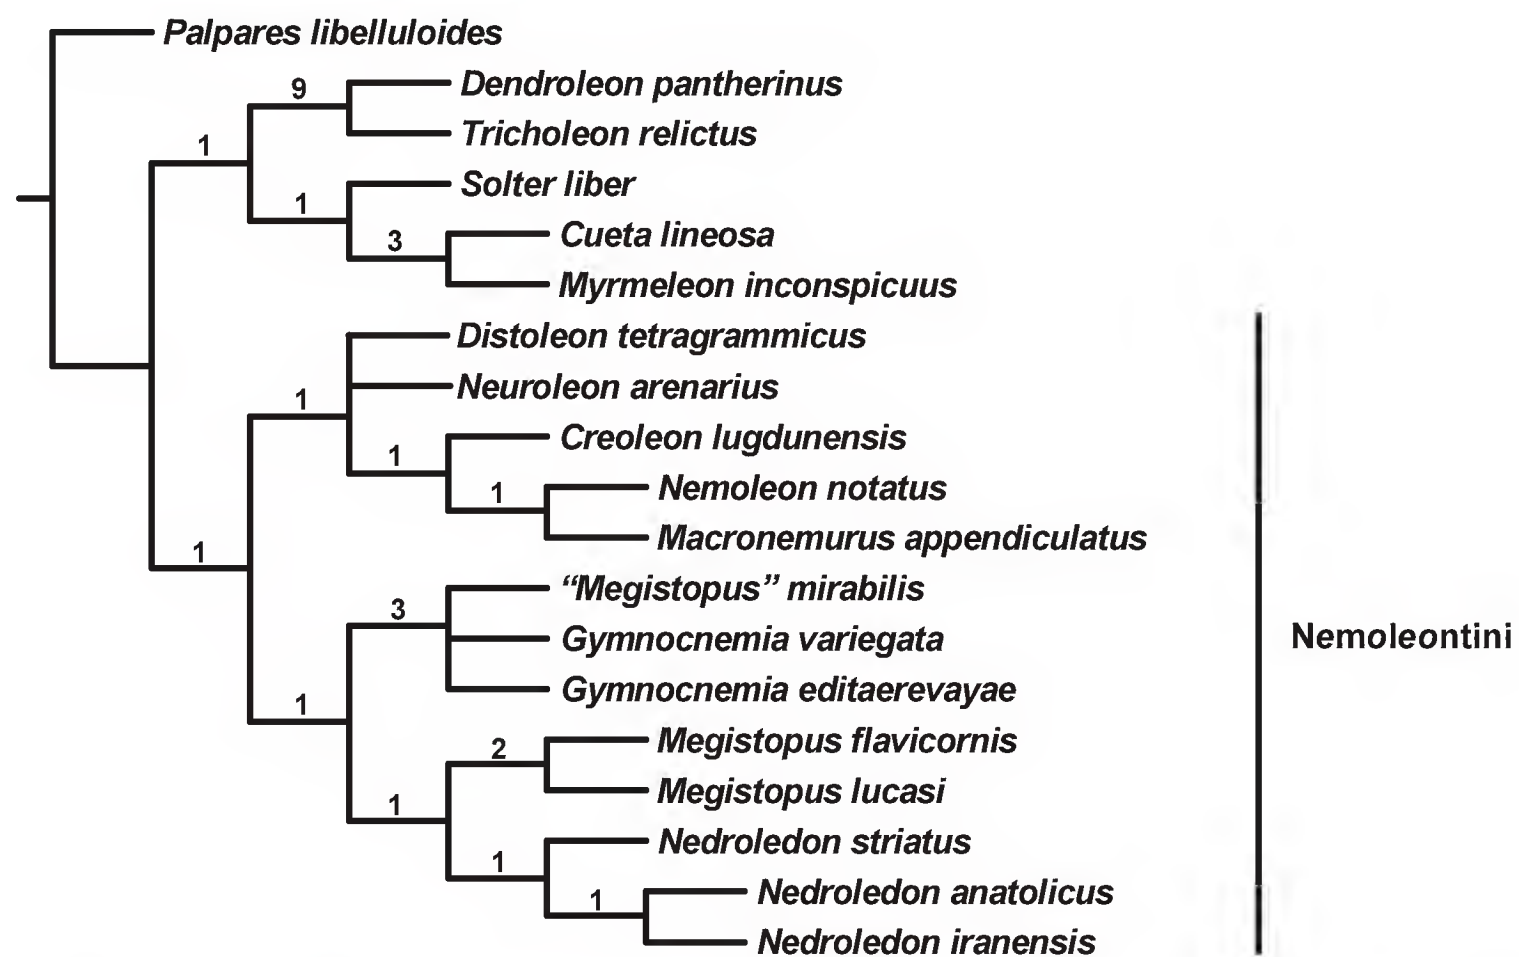 Palpares libelluloides
9
Dendroleon pantherinus
Tricholeon relictus
1
Solter liber
1
3
Cueta lineosa
Myrmeleon inconspicuus
Distoleon tetragrammicus
Neuroleon arenarius
1
Creoleon lugdunensis
1
1
Nemoleon notatus
Macronemurus appendiculatus
1
“Megistopus” mirabilis
3
Gymnocnemia variegata
Nemoleontini
Gymnocnemia editaerevayae
1
Megistopus flavicornis
2
Megistopus lucasi
1
Nedroledon striatus
1
Nedroledon anatolicus
1
Nedroledon iranensis